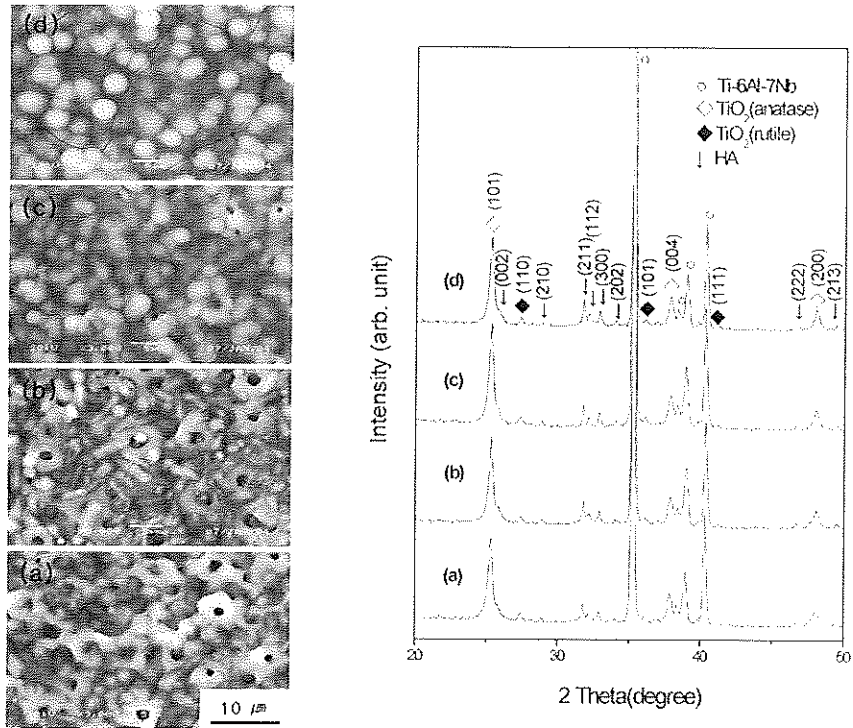 (d)
(c)
(b)
(a)
10 μm
Intensity (arb. unit)
Ti-6Al-7Nb
TiO2(anatase)
TiO2(rutile)
HA
(101)
(002)
(110)
(210)
(211)
(112)
(300)
(202)
(101)
(004)
(111)
(222)
(200)
(213)
(d)
(c)
(b)
(a)
20
30
40
50
2 Theta(degree)